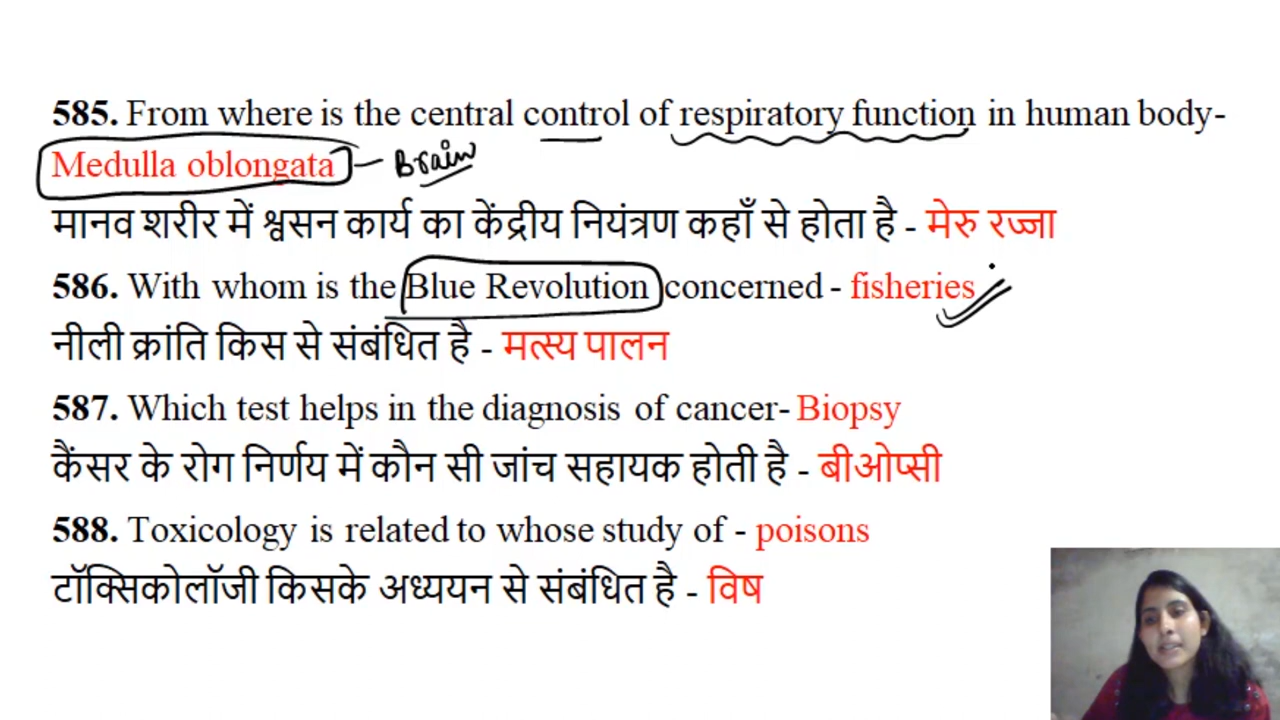 585. From where is the central control of respiratory function in human body-
Medulla oblongata - Brain
मानव शरीर में श्वसन कार्य का केंद्रीय नियंत्रण कहाँ से होता है - मेरु रज्जा
586. With whom is the Blue Revolution concerned - fisheries
नीली क्रांति किस से संबंधित है - मत्स्य पालन
587. Which test helps in the diagnosis of cancer- Biopsy
कैंसर के रोग निर्णय में कौन सी जांच सहायक होती है - बीओप्सी
588. Toxicology is related to whose study of - poisons
टॉक्सिकोलॉजी किसके अध्ययन से संबंधित है - विष